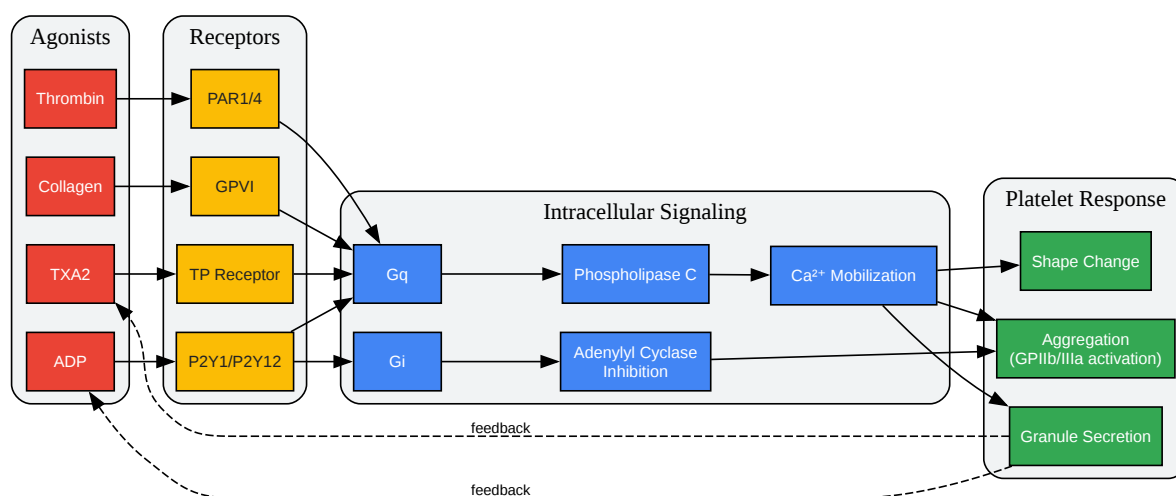 Agonists
Receptors
Thrombin
PAR1/4
Collagen
GPVI
Intracellular Signaling
Platelet Response
TXA2
TP Receptor
Gq
Phospholipase C
Ca²⁺ Mobilization
Shape Change
ADP
P2Y1/P2Y12
Gi
Adenylyl Cyclase
Inhibition
Aggregation
(GPIIb/IIIa activation)
Granule Secretion
feedback
feedback